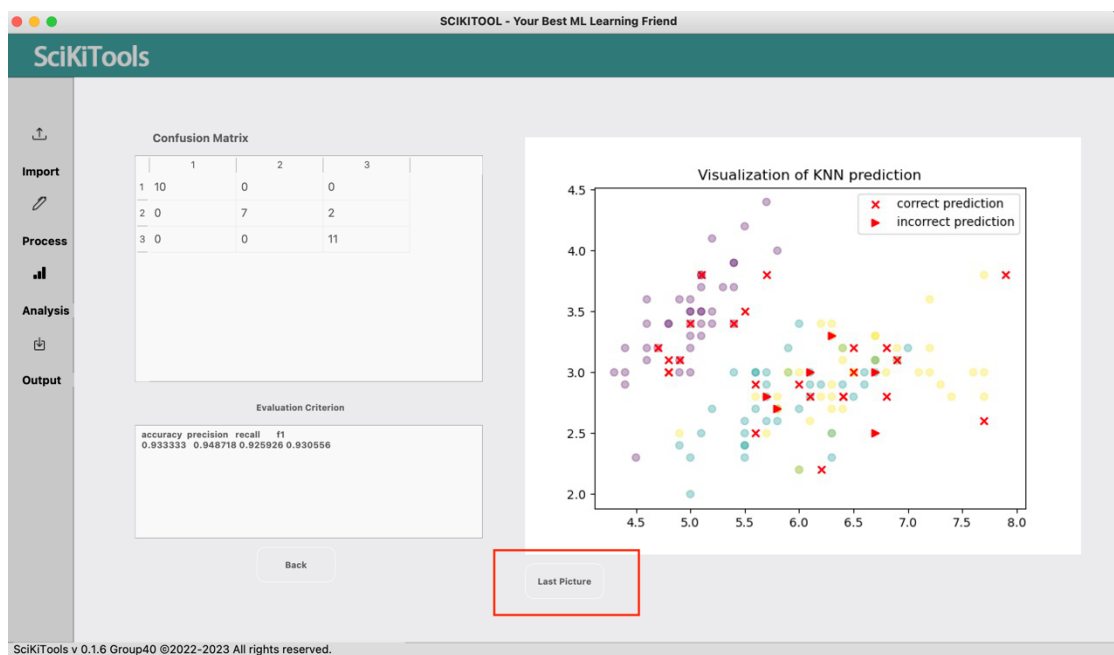 SCIKITOOL - Your Best ML Learning Friend
SciKiTools
Import
Process
Analysis
Output
Confusion Matrix
1 2 3
1 10 0 0
2 0 7 2
3 0 0 11
Evaluation Criterion
accuracy precision recall f1
0.933333 0.948718 0.925926 0.930556
Back
Visualization of KNN prediction
correct prediction
incorrect prediction
4.5
4.0
3.5
3.0
2.5
2.0
4.5 5.0 5.5 6.0 6.5 7.0 7.5 8.0
Last Picture
SciKiTools v 0.1.6 Group40 ©2022-2023 All rights reserved.